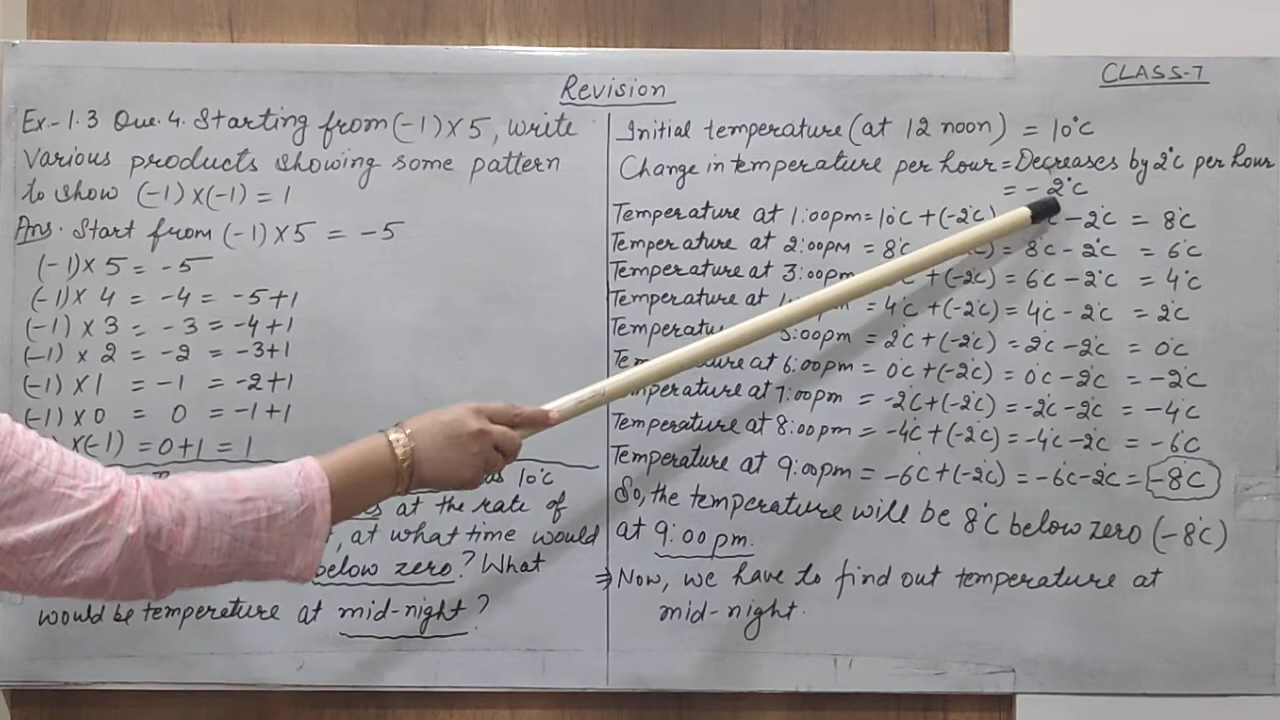 Revision
CLASS-7
Ex-1.3 Que.4. Starting from (-1)×5, write
various products showing some pattern
to show (-1)×(-1) = 1
Ans. Start from (-1)×5 = -5
(-1)×5 = -5
(-1)×4 = -4 = -5+1
(-1)×3 = -3 = -4+1
(-1)×2 = -2 = -3+1
(-1)×1 = -1 = -2+1
(-1)×0 = 0 = -1+1
×(-1) = 0+1 = 1
10°C
at the rate of
, at what time would
below zero? What
would be temperature at mid-night?
Initial temperature (at 12 noon) = 10°C
Change in temperature per hour = Decreases by 2°C per hour
= -2°C
Temperature at 1:00pm = 10°C + (-2°C) - 2°C = 8°C
Temperature at 2:00pm = 8°C = 8°C - 2°C = 6°C
Temperature at 3:00pm + (-2°C) = 6°C - 2°C = 4°C
Temperature at = 4°C + (-2°C) = 4°C - 2°C = 2°C
:00pm = 2°C + (-2°C) = 2°C - 2°C = 0°C
at 6:00pm = 0°C + (-2°C) = 0°C - 2°C = -2°C
mperature at 7:00pm = -2°C + (-2°C) = -2°C - 2°C = -4°C
Temperature at 8:00pm = -4°C + (-2°C) = -4°C - 2°C = -6°C
Temperature at 9:00pm = -6°C + (-2°C) = -6°C - 2°C = -8°C
So, the temperature will be 8°C below zero (-8°C)
at 9:00 pm.
⇒ Now, we have to find out temperature at
mid-night.